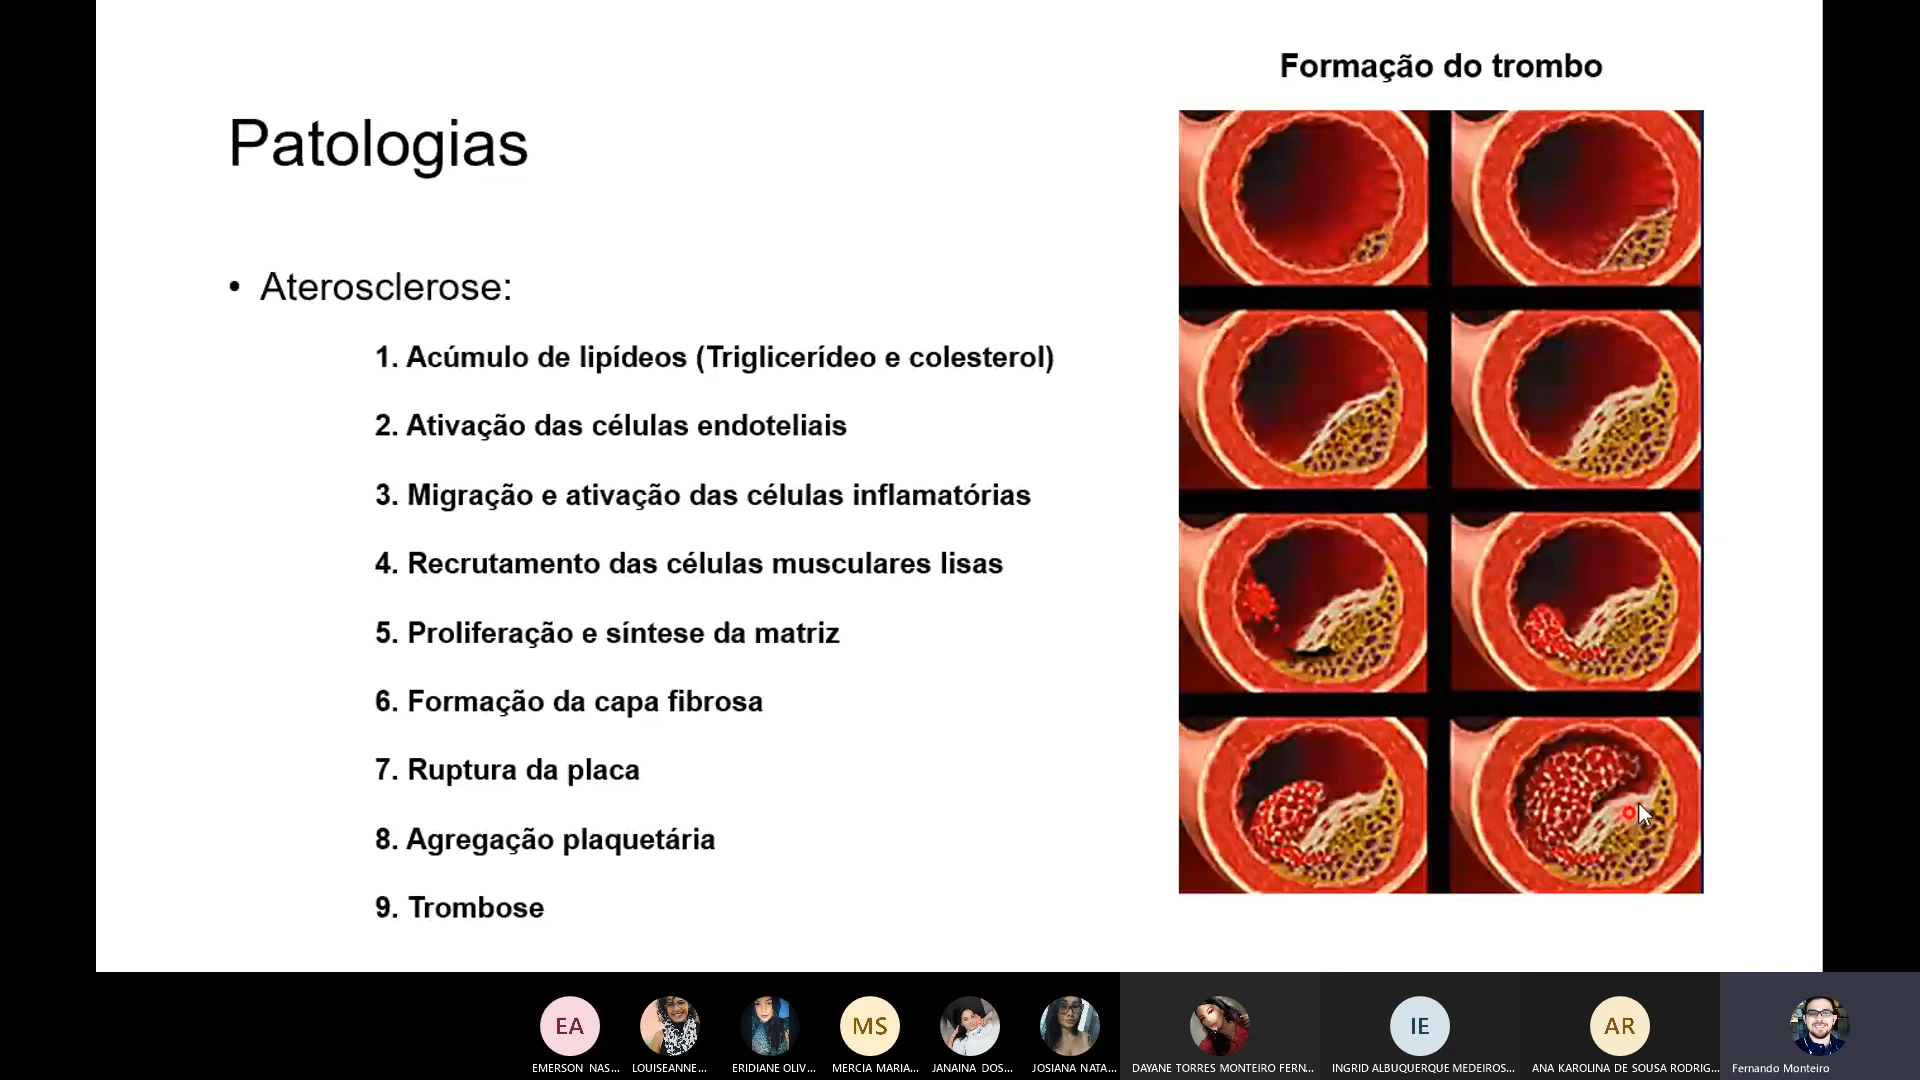 Formação do trombo
Patologias
• Aterosclerose:
1. Acúmulo de lipídeos (Triglicerídeo e colesterol)
2. Ativação das células endoteliais
3. Migração e ativação das células inflamatórias
4. Recrutamento das células musculares lisas
5. Proliferação e síntese da matriz
6. Formação da capa fibrosa
7. Ruptura da placa
8. Agregação plaquetária
9. Trombose
EA
MS
IE
AR
EMERSON NAS...
LOUISEANNE...
ERIDIANE OLIV...
MERCIA MARIA...
JANAINA DOS...
JOSIANA NATA...
DAYANE TORRES MONTEIRO FERN...
INGRID ALBUQUERQUE MEDEIROS...
ANA KAROLINA DE SOUSA RODRIG...
Fernando Monteiro